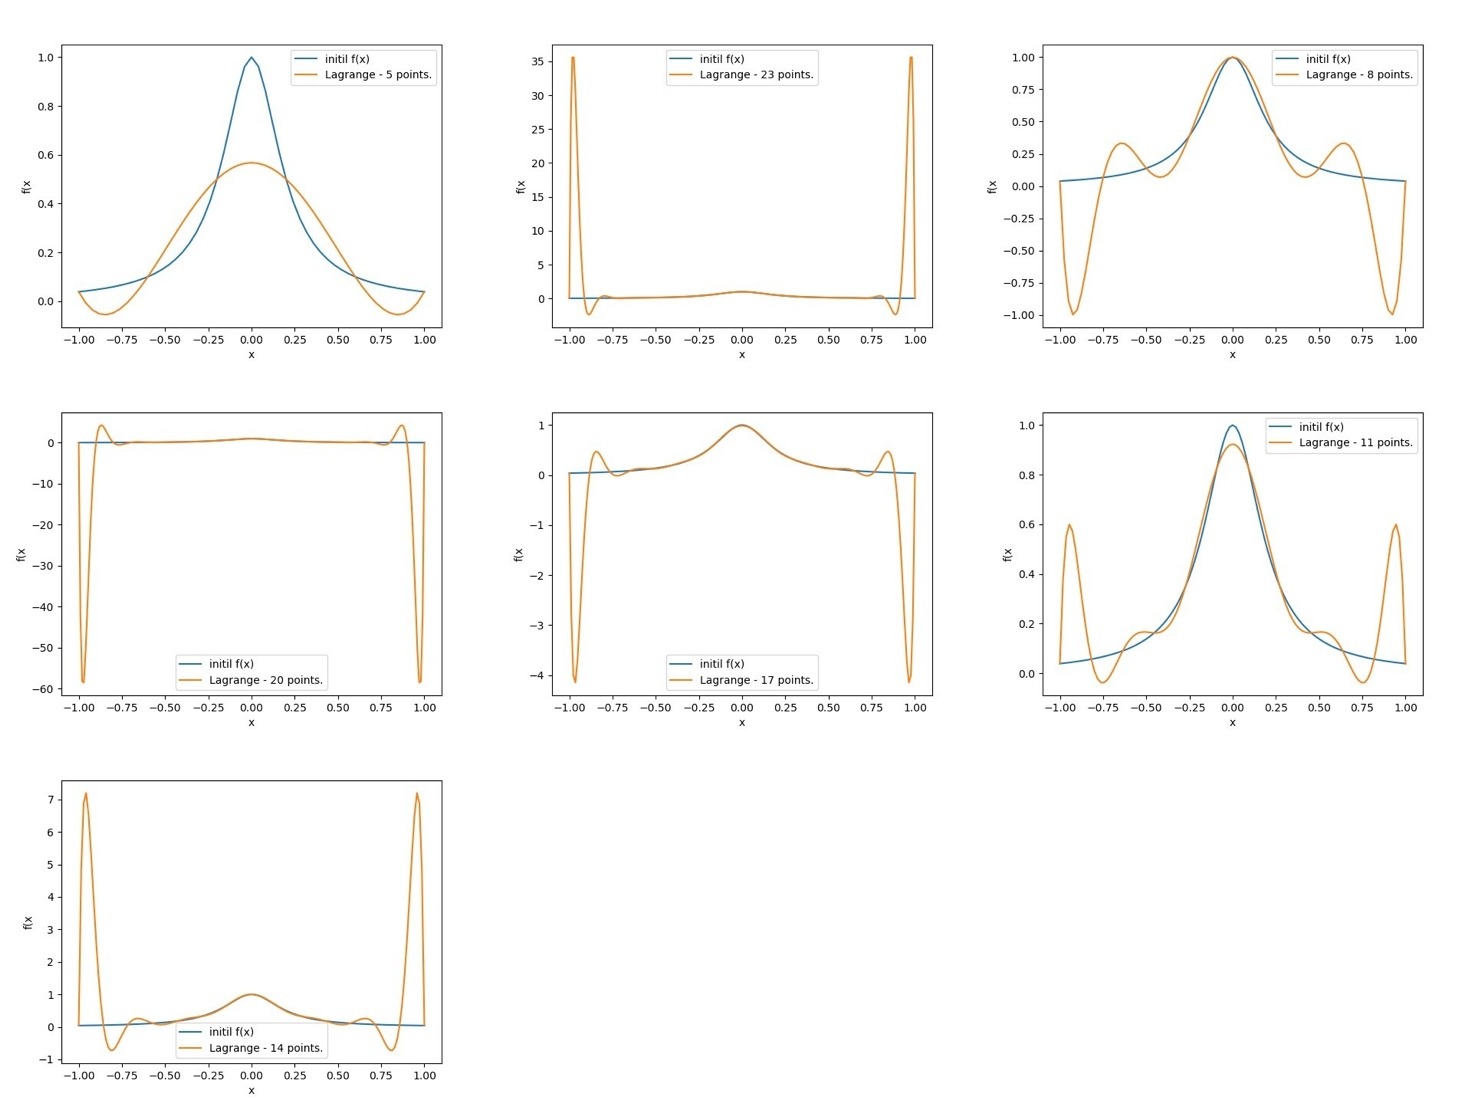 initil f(x)
Lagrange - 5 points.
1.0
0.8
0.6
0.4
0.2
0.0
f(x
−1.00 −0.75 −0.50 −0.25 0.00 0.25 0.50 0.75 1.00
x
initil f(x)
Lagrange - 23 points.
35
30
25
20
15
10
5
0
f(x
−1.00 −0.75 −0.50 −0.25 0.00 0.25 0.50 0.75 1.00
x
initil f(x)
Lagrange - 8 points.
1.00
0.75
0.50
0.25
0.00
−0.25
−0.50
−0.75
−1.00
f(x
−1.00 −0.75 −0.50 −0.25 0.00 0.25 0.50 0.75 1.00
x
0
−10
−20
−30
−40
−50
−60
f(x
initil f(x)
Lagrange - 20 points.
−1.00 −0.75 −0.50 −0.25 0.00 0.25 0.50 0.75 1.00
x
1
0
−1
−2
−3
−4
f(x
initil f(x)
Lagrange - 17 points.
−1.00 −0.75 −0.50 −0.25 0.00 0.25 0.50 0.75 1.00
x
initil f(x)
Lagrange - 11 points.
1.0
0.8
0.6
0.4
0.2
0.0
f(x
−1.00 −0.75 −0.50 −0.25 0.00 0.25 0.50 0.75 1.00
x
7
6
5
4
3
2
1
0
−1
f(x
initil f(x)
Lagrange - 14 points.
−1.00 −0.75 −0.50 −0.25 0.00 0.25 0.50 0.75 1.00
x